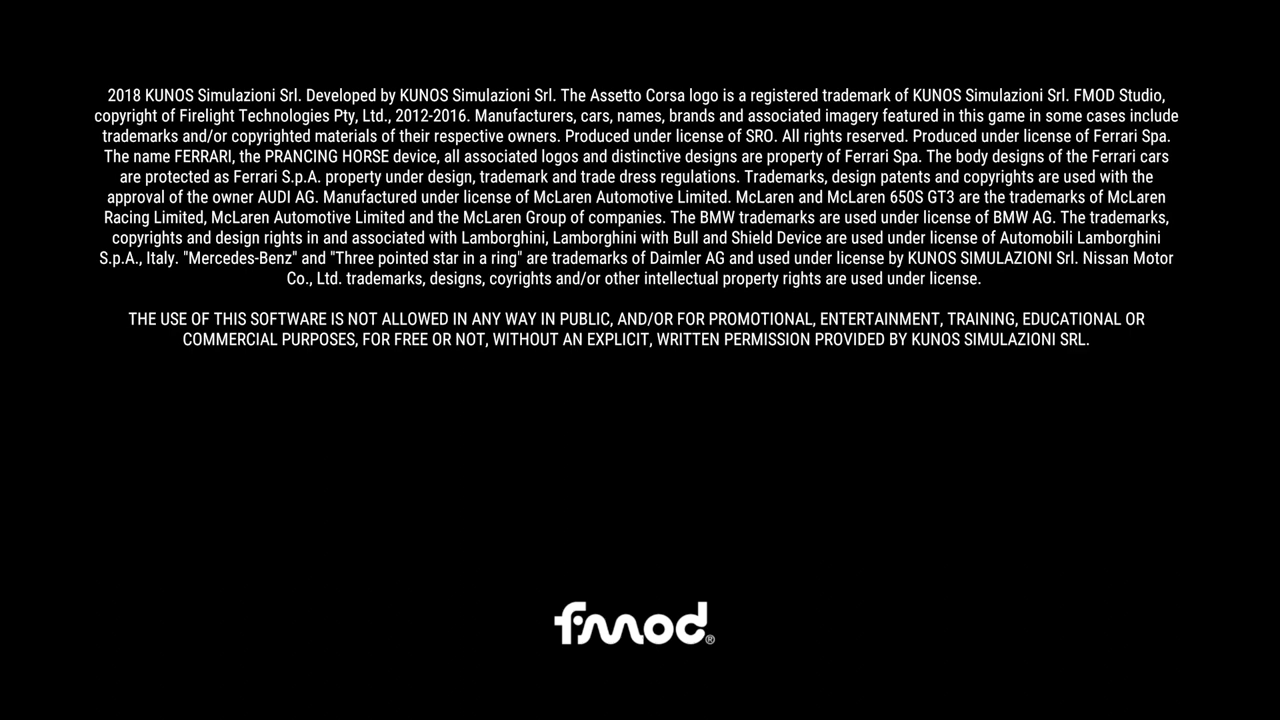 2018 KUNOS Simulazioni Srl. Developed by KUNOS Simulazioni Srl. The Assetto Corsa logo is a registered trademark of KUNOS Simulazioni Srl. FMOD Studio,
copyright of Firelight Technologies Pty, Ltd., 2012-2016. Manufacturers, cars, names, brands and associated imagery featured in this game in some cases include
trademarks and/or copyrighted materials of their respective owners. Produced under license of SRO. All rights reserved. Produced under license of Ferrari Spa.
The name FERRARI, the PRANCING HORSE device, all associated logos and distinctive designs are property of Ferrari Spa. The body designs of the Ferrari cars
are protected as Ferrari S.p.A. property under design, trademark and trade dress regulations. Trademarks, design patents and copyrights are used with the
approval of the owner AUDI AG. Manufactured under license of McLaren Automotive Limited. McLaren and McLaren 650S GT3 are the trademarks of McLaren
Racing Limited, McLaren Automotive Limited and the McLaren Group of companies. The BMW trademarks are used under license of BMW AG. The trademarks,
copyrights and design rights in and associated with Lamborghini, Lamborghini with Bull and Shield Device are used under license of Automobili Lamborghini
S.p.A., Italy. "Mercedes-Benz" and "Three pointed star in a ring" are trademarks of Daimler AG and used under license by KUNOS SIMULAZIONI Srl. Nissan Motor
Co., Ltd. trademarks, designs, coyrights and/or other intellectual property rights are used under license.
THE USE OF THIS SOFTWARE IS NOT ALLOWED IN ANY WAY IN PUBLIC, AND/OR FOR PROMOTIONAL, ENTERTAINMENT, TRAINING, EDUCATIONAL OR
COMMERCIAL PURPOSES, FOR FREE OR NOT, WITHOUT AN EXPLICIT, WRITTEN PERMISSION PROVIDED BY KUNOS SIMULAZIONI SRL.
fmod®